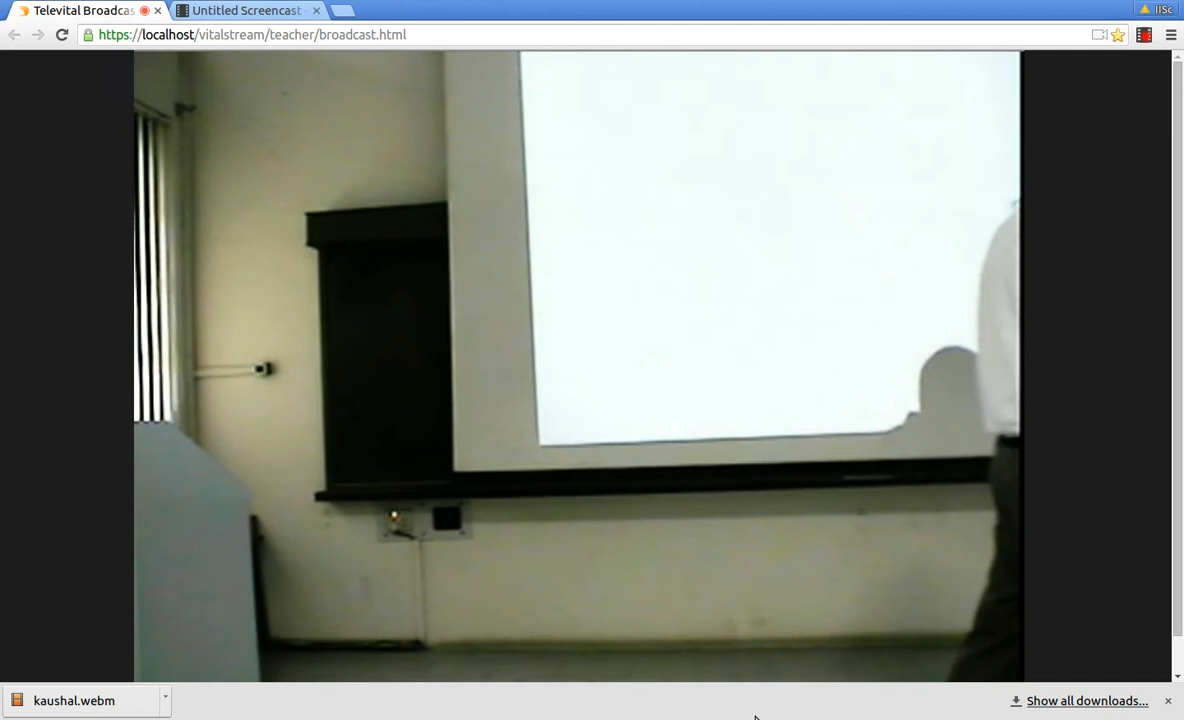 Televital Broadcas
Untitled Screencast
IISc
https://localhost/vitalstream/teacher/broadcast.html
kaushal.webm
Show all downloads...